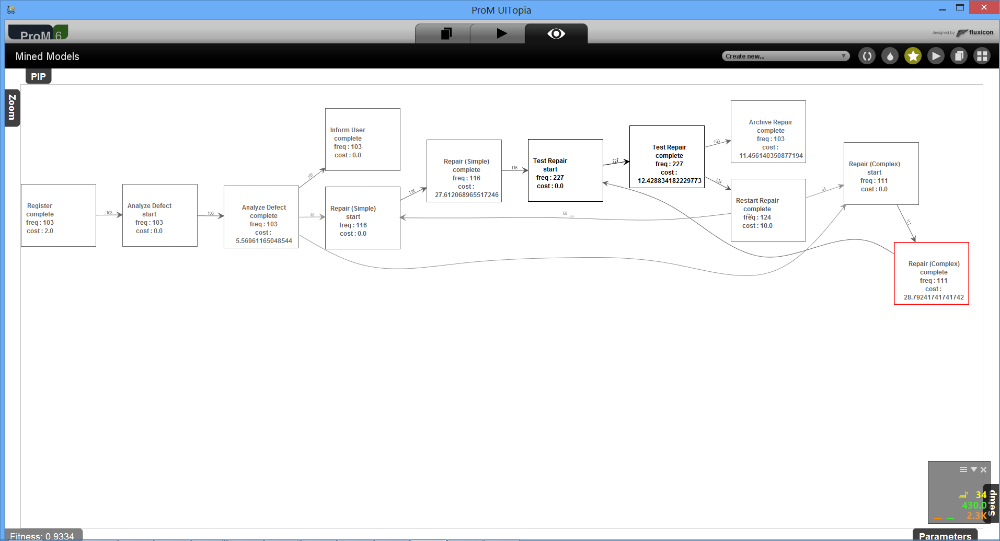 ProM UITopia
ProM 6
designed by fluxicon
Mined Models
Create new...
PIP
Zoom
Inform User
complete
freq : 103
cost : 0.0
Repair (Simple)
complete
freq : 116
cost :
27.612068965517246
Test Repair
start
freq : 227
cost : 0.0
Test Repair
complete
freq : 227
cost :
12.428834182229773
Archive Repair
complete
freq : 103
cost :
11.456140350877194
Repair (Complex)
start
freq : 111
cost : 0.0
Register
complete
freq : 103
cost : 2.0
Analyze Defect
start
freq : 103
cost : 0.0
Analyze Defect
complete
freq : 103
cost :
5.56961165048544
Repair (Simple)
start
freq : 116
cost : 0.0
Restart Repair
complete
freq : 124
cost : 10.0
Repair (Complex)
complete
freq : 111
cost :
28.79241741741742
103
103
103
116
116
227
103
124
111
68
34
430.0
2.3K
Setup
Fitness: 0.9334
Parameters